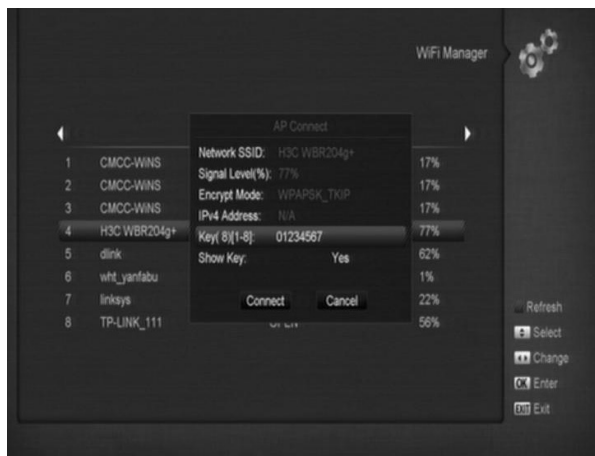 WiFi Manager
AP Connect
Network SSID: H3C WBR204g+
Signal Level(%): 77%
Encrypt Mode: WPAPSK_TKIP
IPv4 Address: N/A
Key( 8)[1-8]: 01234567
Show Key: Yes
Connect Cancel
1 CMCC-WiNS 17%
2 CMCC-WiNS 17%
3 CMCC-WiNS 17%
4 H3C WBR204g+ 77%
5 dlink 62%
6 wht_yanfabu 1%
7 linksys 22%
8 TP-LINK_111 OPEN 56%
Refresh
Select
Change
OK Enter
EXIT Exit